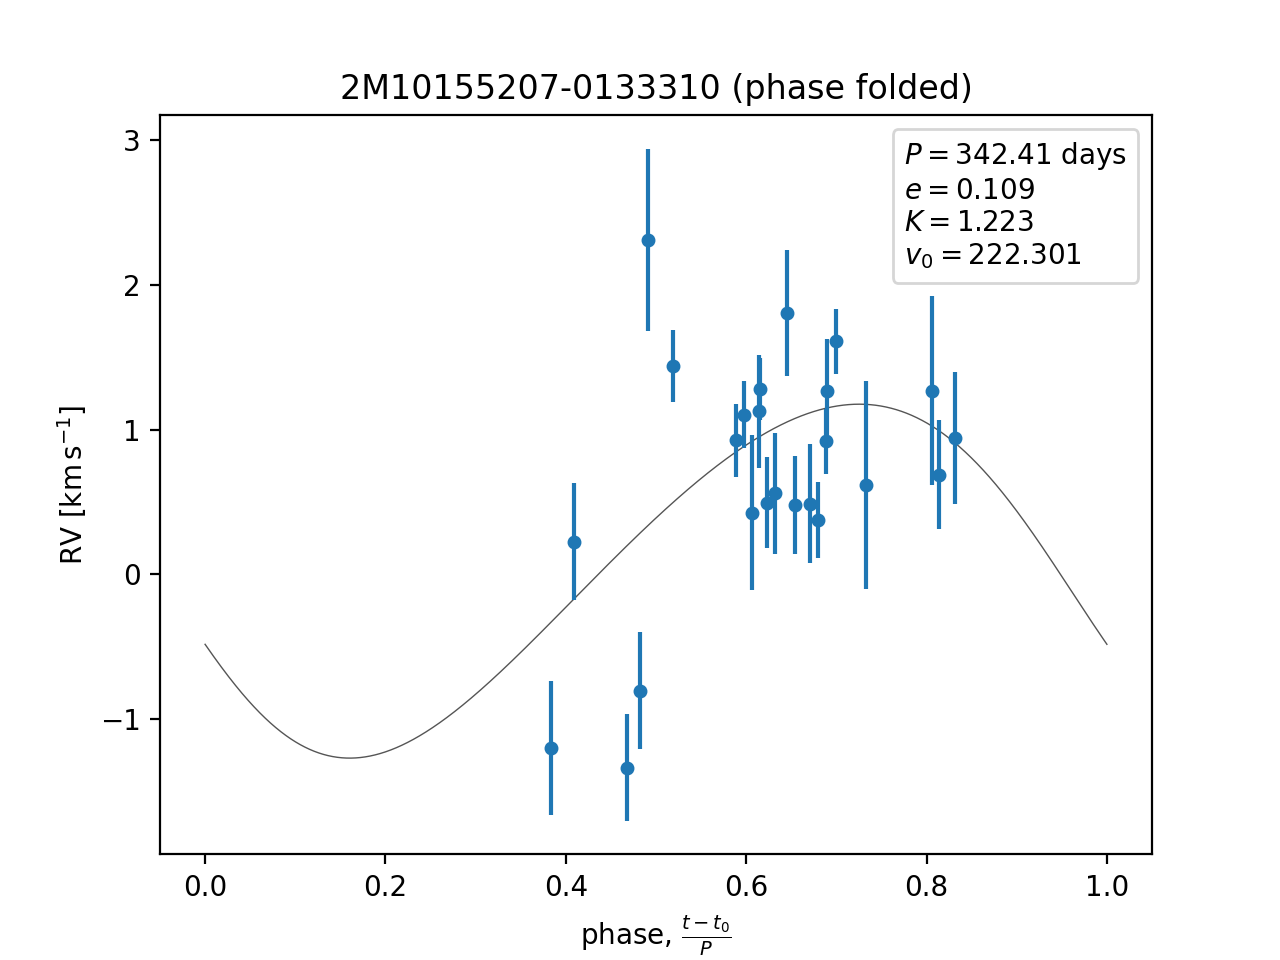 2M10155207-0133310 (phase folded)
P = 342.41 days
e = 0.109
K = 1.223
v₀ = 222.301
3
2
1
0
−1
RV [km s⁻¹]
0.0 0.2 0.4 0.6 0.8 1.0
phase, (t − t₀)/P